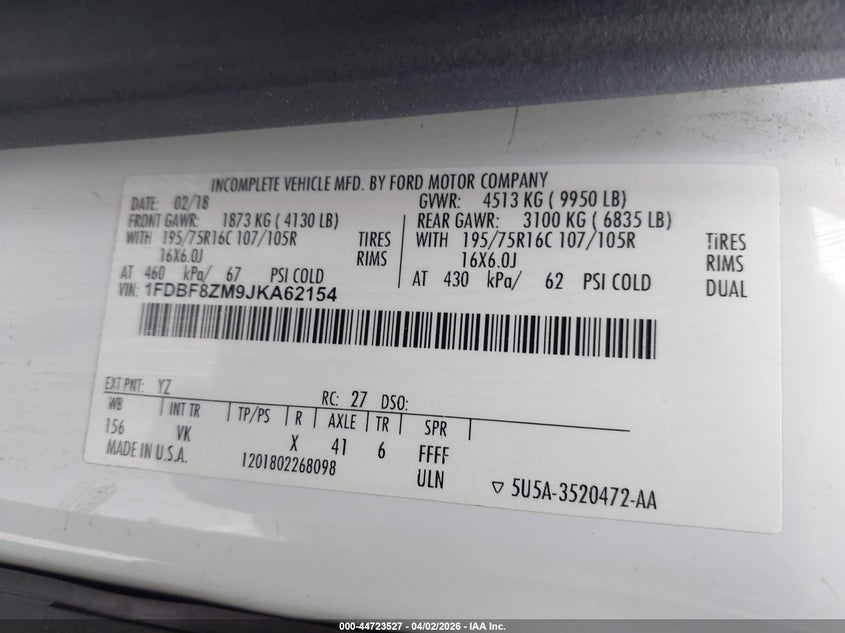 INCOMPLETE VEHICLE MFD. BY FORD MOTOR COMPANY
DATE: 02/18 GVWR: 4513 KG ( 9950 LB)
FRONT GAWR: 1873 KG ( 4130 LB) REAR GAWR: 3100 KG ( 6835 LB)
WITH 195/75R16C 107/105R TIRES WITH 195/75R16C 107/105R TIRES
16X6.0J RIMS 16X6.0J RIMS
AT 460 kPa/ 67 PSI COLD AT 430 kPa/ 62 PSI COLD DUAL
VIN: 1FDBF8ZM9JKA62154
EXT PNT: YZ RC: 27 DSO:
WB INT TR TP/PS R AXLE TR SPR
156 VK X 41 6 FFFF
MADE IN U.S.A. 1201802268098 ULN ▽ 5U5A-3520472-AA
000-44723527 - 04/02/2026 - IAA Inc.